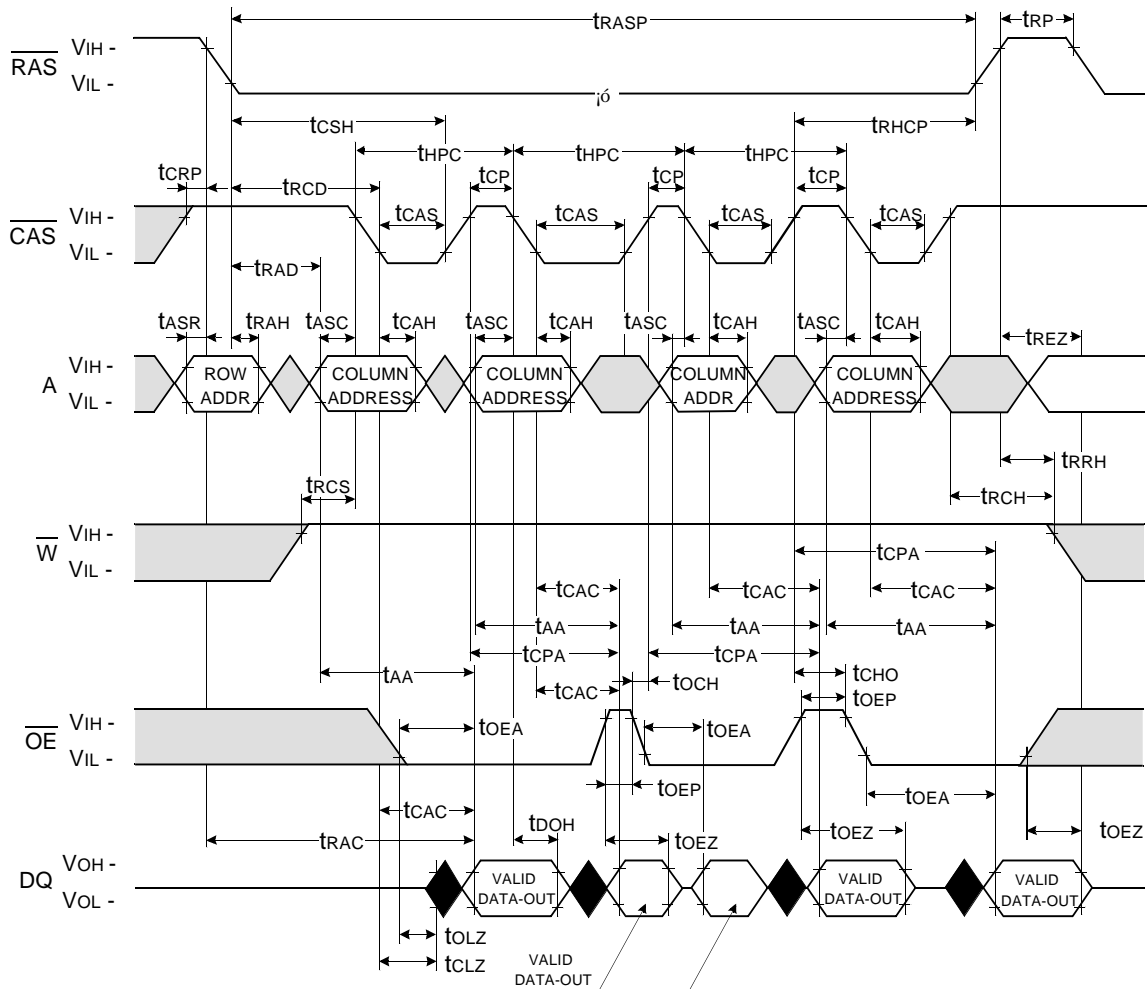 tRASP
tRP
RAS
VIH -
VIL -
¡ó
tCSH
tRHCP
tHPC
tHPC
tHPC
tCRP
tRCD
tCP
tCP
tCP
CAS
VIH -
VIL -
tCAS
tCAS
tCAS
tCAS
tRAD
tASR
tRAH
tASC
tCAH
tASC
tCAH
tASC
tCAH
tASC
tCAH
tREZ
A
VIH -
VIL -
ROW
ADDR
COLUMN
ADDRESS
COLUMN
ADDRESS
COLUMN
ADDR
COLUMN
ADDRESS
tRRH
tRCS
tRCH
W
VIH -
VIL -
tCPA
tCAC
tCAC
tCAC
tAA
tAA
tAA
tCPA
tCPA
tAA
tCAC
tOCH
tCHO
tOEP
OE
VIH -
VIL -
tOEA
tOEA
tOEP
tOEA
tCAC
tDOH
tOEZ
tOEZ
tOEZ
tRAC
DQ
VOH -
VOL -
VALID
DATA-OUT
VALID
DATA-OUT
VALID
DATA-OUT
tOLZ
tCLZ
VALID
DATA-OUT